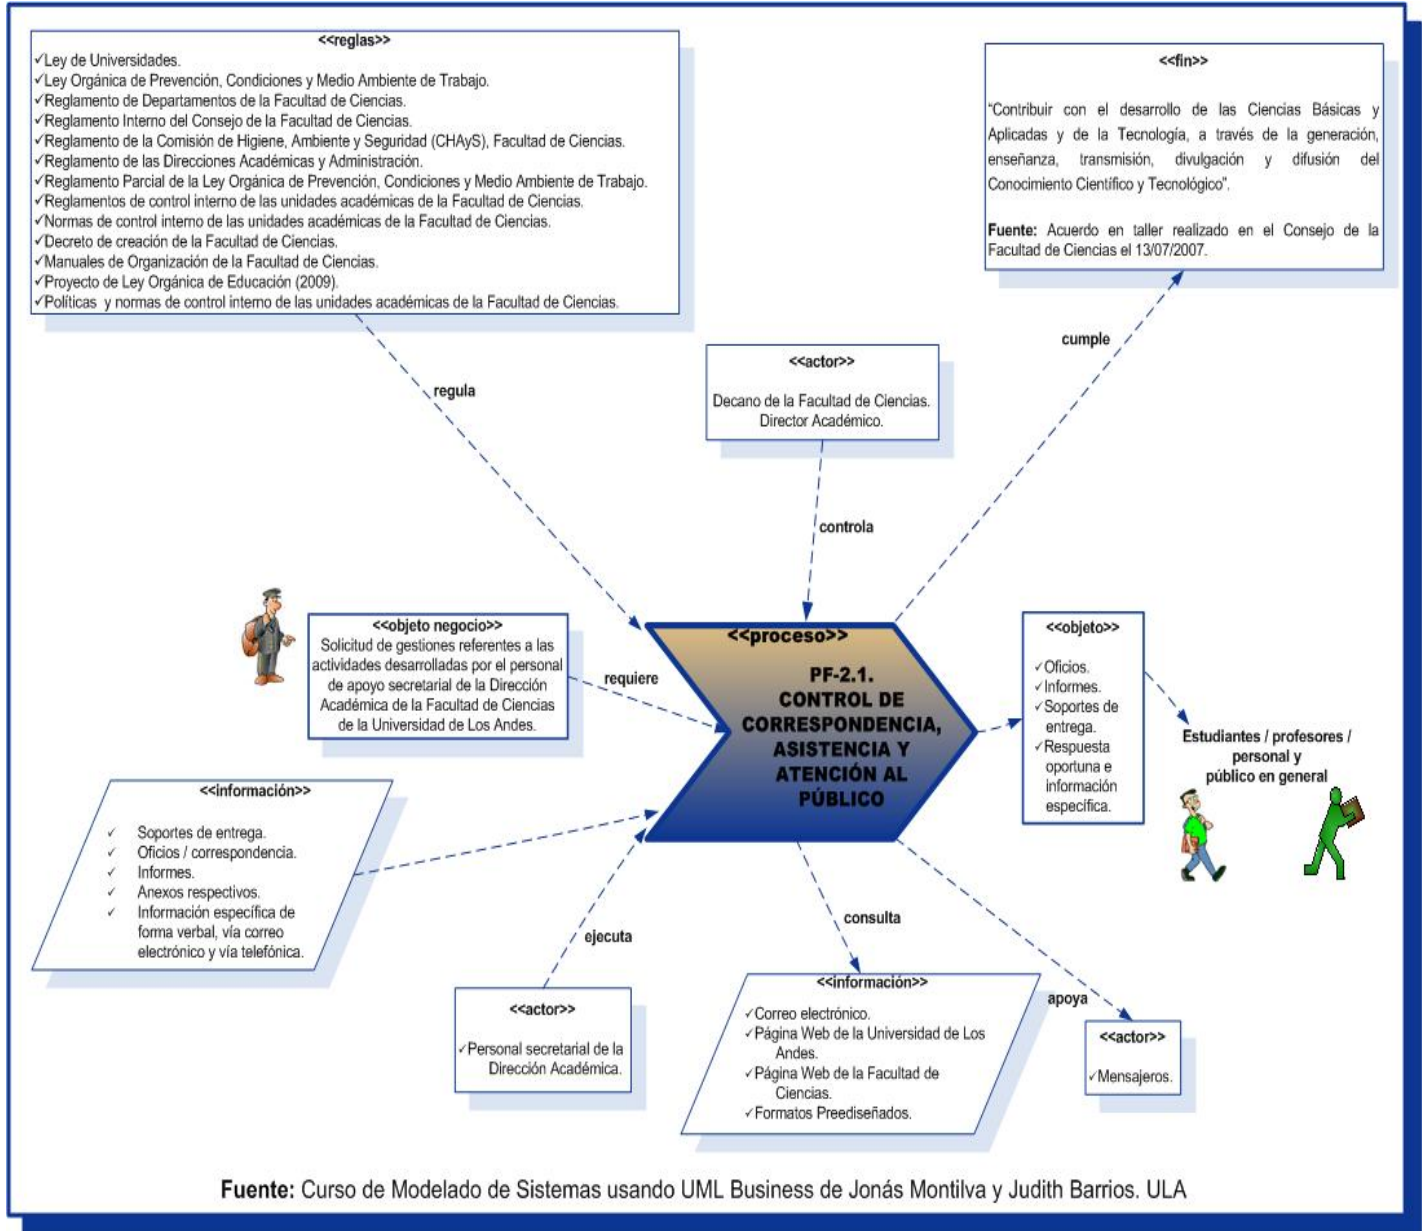 <<reglas>>
✓Ley de Universidades.
✓Ley Orgánica de Prevención, Condiciones y Medio Ambiente de Trabajo.
✓Reglamento de Departamentos de la Facultad de Ciencias.
✓Reglamento Interno del Consejo de la Facultad de Ciencias.
✓Reglamento de la Comisión de Higiene, Ambiente y Seguridad (CHAyS), Facultad de Ciencias.
✓Reglamento de las Direcciones Académicas y Administración.
✓Reglamento Parcial de la Ley Orgánica de Prevención, Condiciones y Medio Ambiente de Trabajo.
✓Reglamentos de control interno de las unidades académicas de la Facultad de Ciencias.
✓Normas de control interno de las unidades académicas de la Facultad de Ciencias.
✓Decreto de creación de la Facultad de Ciencias.
✓Manuales de Organización de la Facultad de Ciencias.
✓Proyecto de Ley Orgánica de Educación (2009).
✓Políticas y normas de control interno de las unidades académicas de la Facultad de Ciencias.
<<fin>>
“Contribuir con el desarrollo de las Ciencias Básicas y
Aplicadas y de la Tecnología, a través de la generación,
enseñanza, transmisión, divulgación y difusión del
Conocimiento Científico y Tecnológico”.
Fuente: Acuerdo en taller realizado en el Consejo de la
Facultad de Ciencias el 13/07/2007.
regula
<<actor>>
Decano de la Facultad de Ciencias.
Director Académico.
cumple
controla
<<objeto negocio>>
Solicitud de gestiones referentes a las
actividades desarrolladas por el personal
de apoyo secretarial de la Dirección
Académica de la Facultad de Ciencias
de la Universidad de Los Andes.
requiere
<<proceso>>
PF-2.1.
CONTROL DE
CORRESPONDENCIA,
ASISTENCIA Y
ATENCIÓN AL
PÚBLICO
<<objeto>>
✓Oficios.
✓Informes.
✓Soportes de
entrega.
✓Respuesta
oportuna e
información
específica.
Estudiantes / profesores /
personal y
público en general
<<información>>
✓ Soportes de entrega.
✓ Oficios / correspondencia.
✓ Informes.
✓ Anexos respectivos.
✓ Información específica de
forma verbal, vía correo
electrónico y vía telefónica.
ejecuta
<<actor>>
✓Personal secretarial de la
Dirección Académica.
consulta
<<información>>
✓Correo electrónico.
✓Página Web de la Universidad de Los
Andes.
✓Página Web de la Facultad de
Ciencias.
✓Formatos Preediseñados.
apoya
<<actor>>
✓Mensajeros.
Fuente: Curso de Modelado de Sistemas usando UML Business de Jonás Montilva y Judith Barrios. ULA